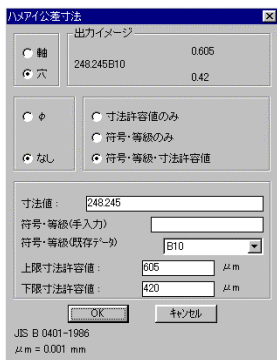 ハメアイ公差寸法
出力イメージ
軸
穴
248.245B10
0.605
0.42
φ
なし
寸法許容値のみ
符号・等級のみ
符号・等級・寸法許容値
寸法値 :
248.245
符号・等級(手入力)
符号・等級(既存データ)
B10
上限寸法許容値 :
605
μm
下限寸法許容値 :
420
μm
OK
キャンセル
JIS B 0401-1986
μm = 0.001 mm